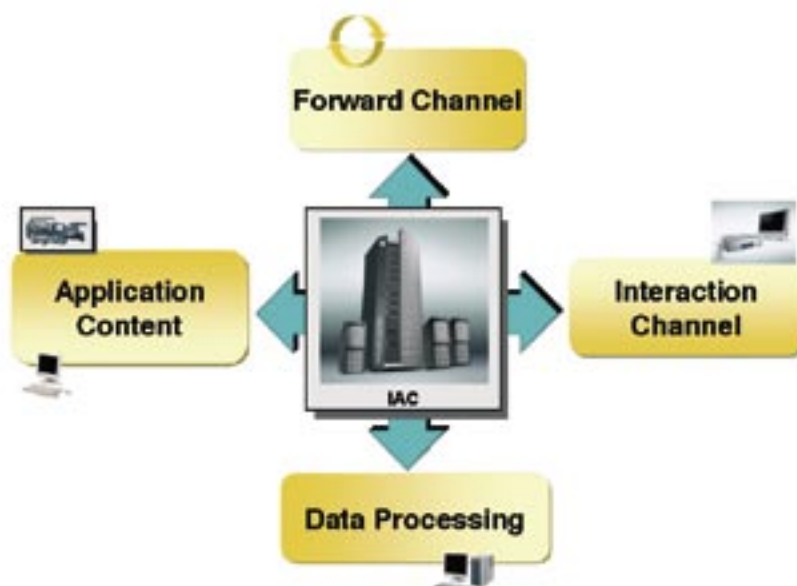 Forward Channel
Application
Content
Interaction
Channel
IAC
Data Processing